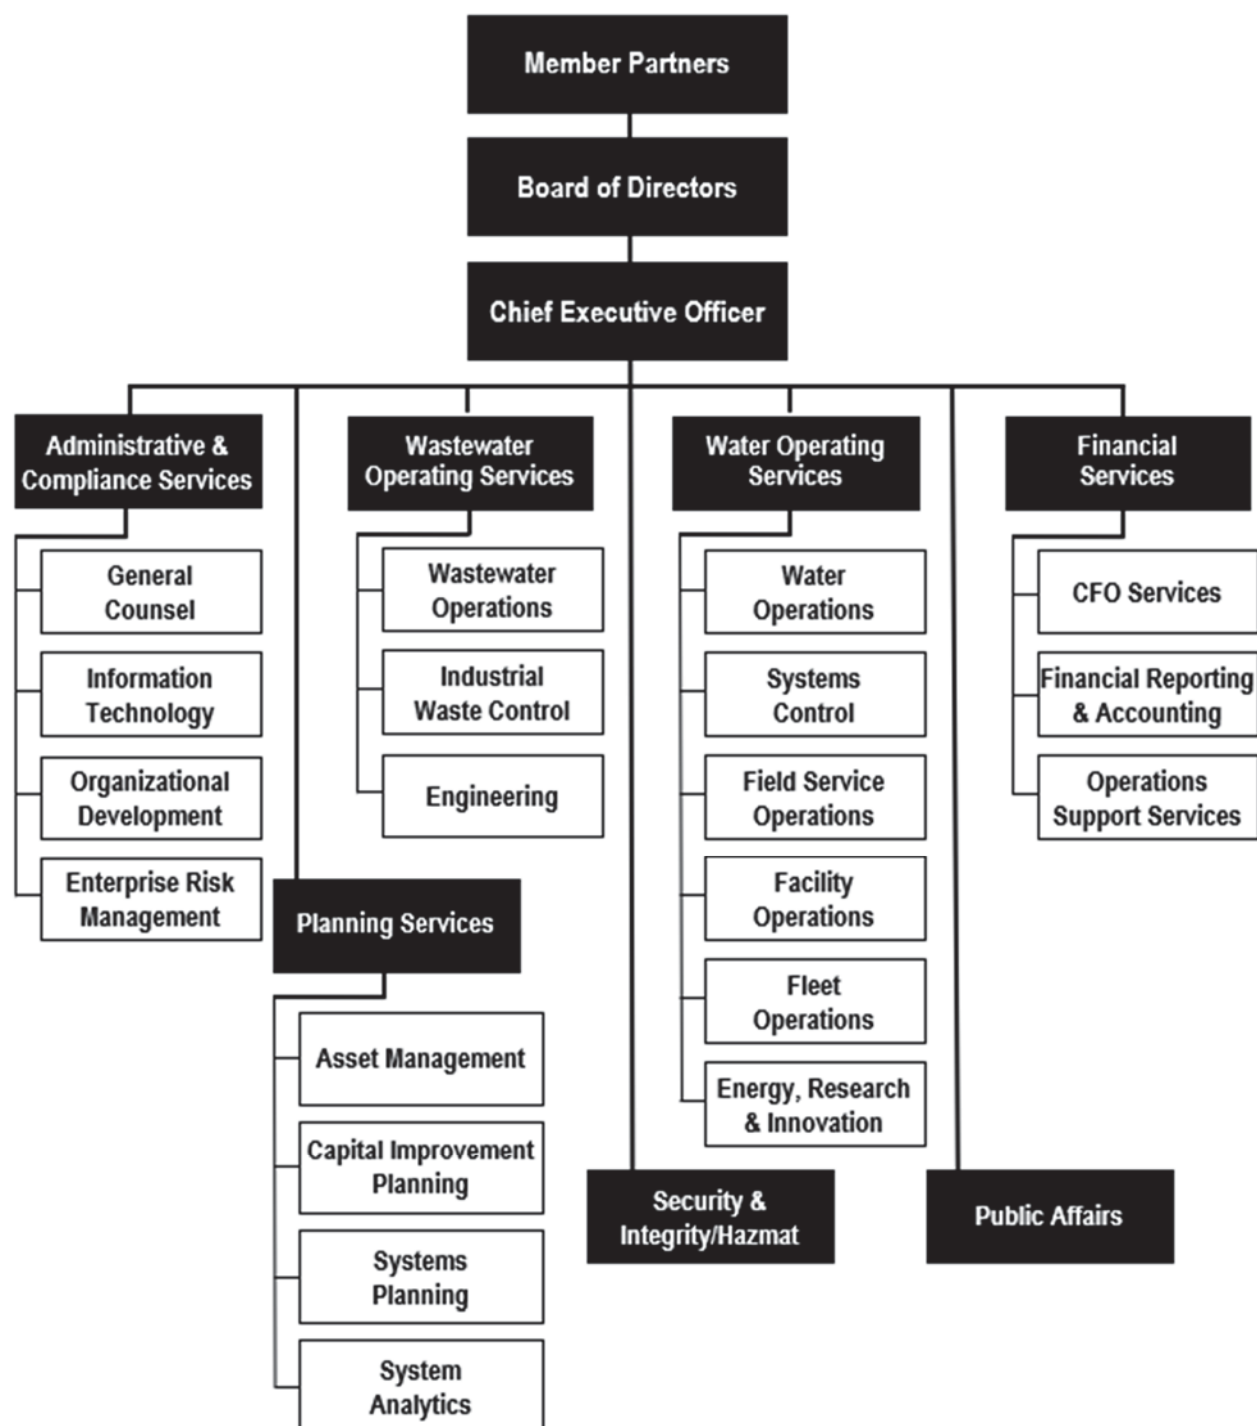 Member Partners
Board of Directors
Chief Executive Officer
Administrative &
Compliance Services
General
Counsel
Information
Technology
Organizational
Development
Enterprise Risk
Management
Planning Services
Asset Management
Capital Improvement
Planning
Systems
Planning
System
Analytics
Wastewater
Operating Services
Wastewater
Operations
Industrial
Waste Control
Engineering
Water Operating
Services
Water
Operations
Systems
Control
Field Service
Operations
Facility
Operations
Fleet
Operations
Energy, Research
& Innovation
Security &
Integrity/Hazmat
Public Affairs
Financial
Services
CFO Services
Financial Reporting
& Accounting
Operations
Support Services